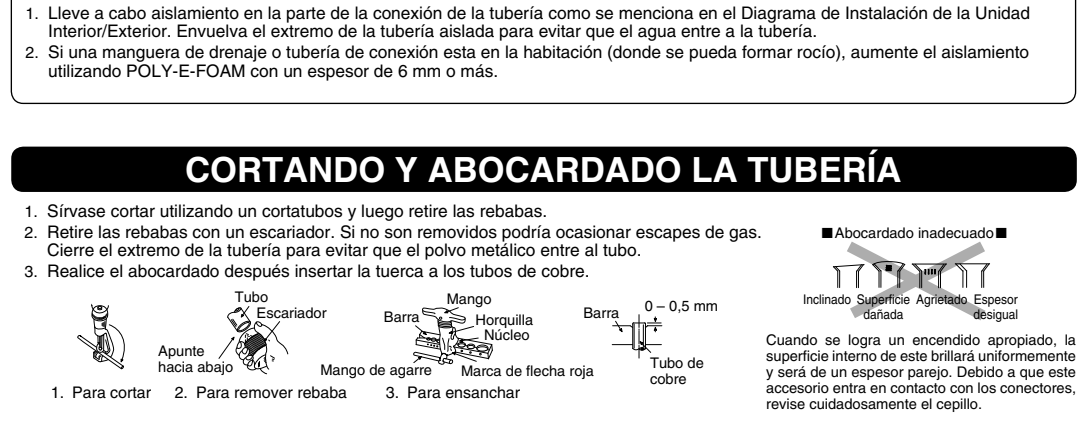 1. Lleve a cabo aislamiento en la parte de la conexión de la tubería como se menciona en el Diagrama de Instalación de la Unidad
Interior/Exterior. Envuelva el extremo de la tubería aislada para evitar que el agua entre a la tubería.
2. Si una manguera de drenaje o tubería de conexión esta en la habitación (donde se pueda formar rocío), aumente el aislamiento
utilizando POLY-E-FOAM con un espesor de 6 mm o más.
CORTANDO Y ABOCARDADO LA TUBERÍA
1. Sírvase cortar utilizando un cortatubos y luego retire las rebabas.
2. Retire las rebabas con un escariador. Si no son removidos podría ocasionar escapes de gas.
Cierre el extremo de la tubería para evitar que el polvo metálico entre al tubo.
3. Realice el abocardado después insertar la tuerca a los tubos de cobre.
Tubo
Escariador
Apunte
hacia abajo
Mango
Barra
Horquilla
Núcleo
Mango de agarre
Marca de flecha roja
Barra
0 – 0,5 mm
Tubo de
cobre
1. Para cortar
2. Para remover rebaba
3. Para ensanchar
■Abocardado inadecuado■
Inclinado Superficie Agrietado Espesor
dañada desigual
Cuando se logra un encendido apropiado, la
superficie interno de este brillará uniformemente
y será de un espesor parejo. Debido a que este
accesorio entra en contacto con los conectores,
revise cuidadosamente el cepillo.